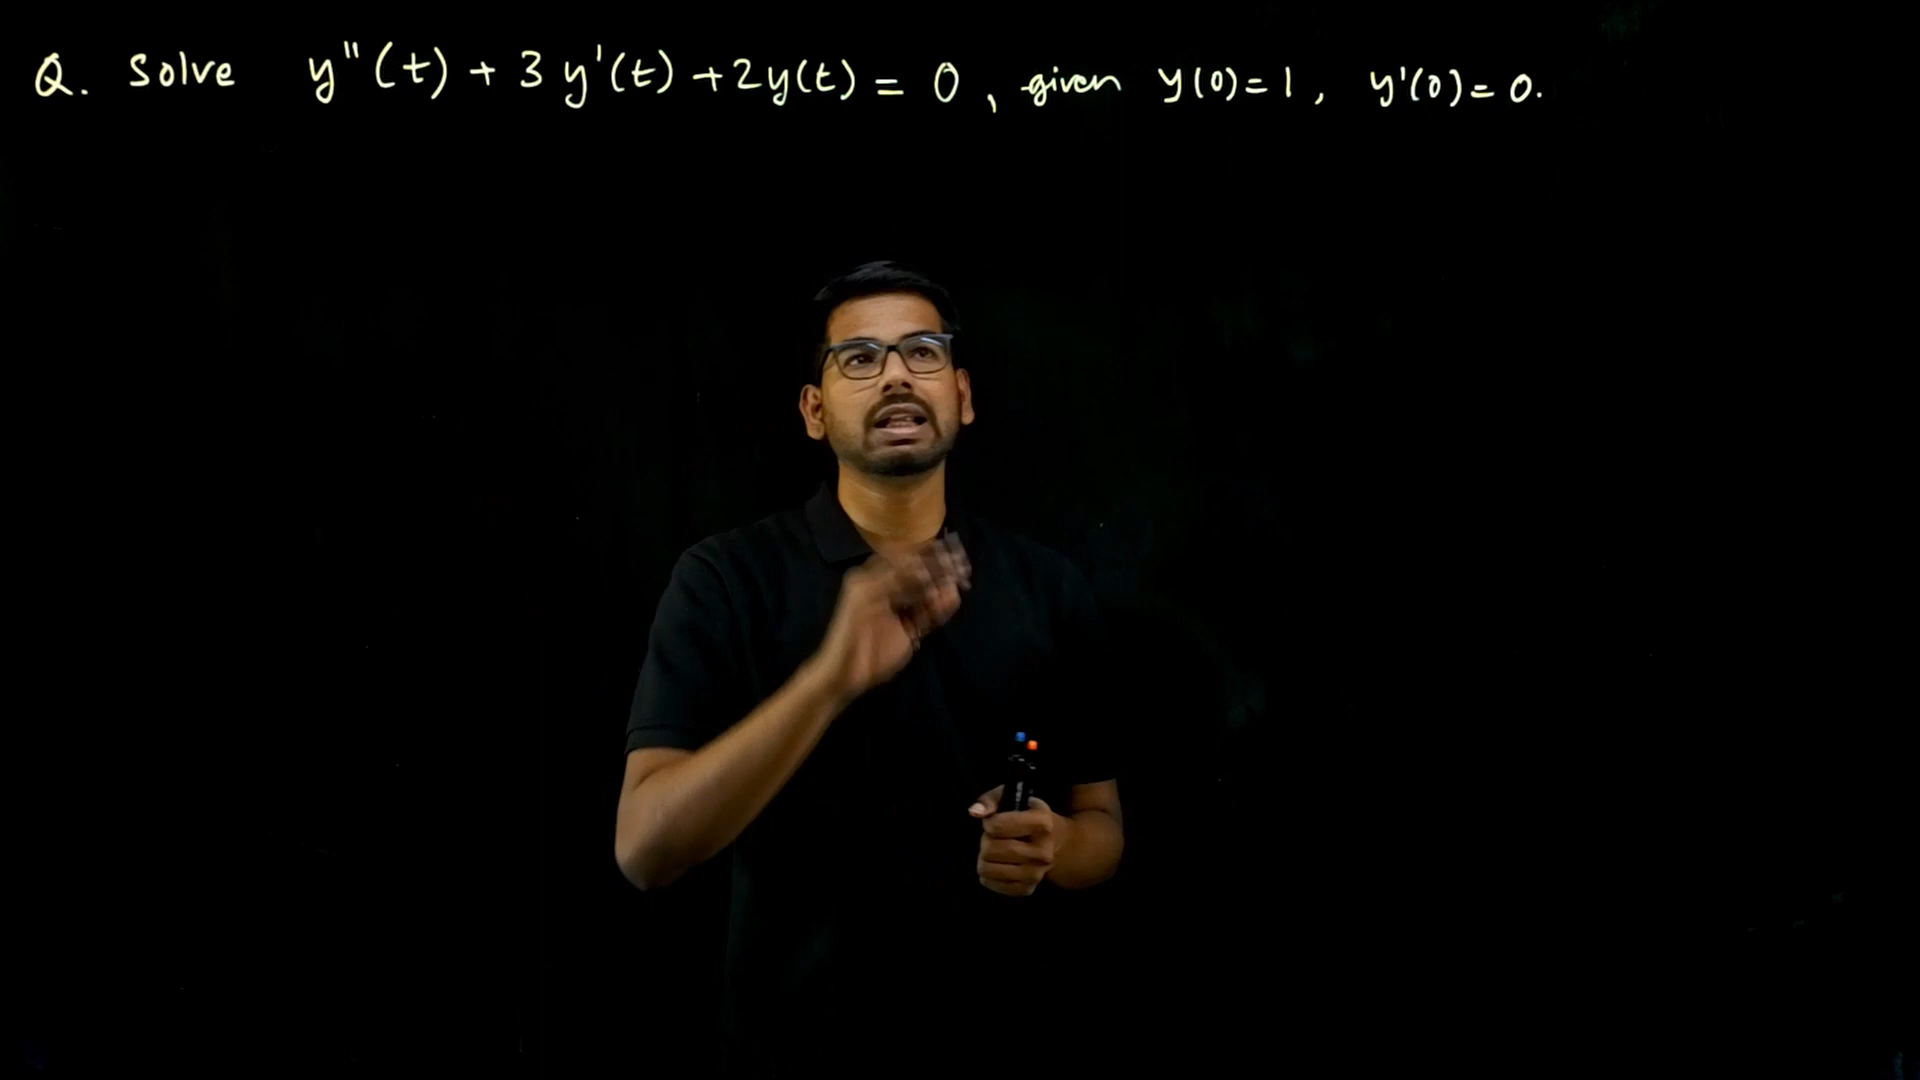 Q. Solve y"(t) + 3y'(t) + 2y(t) = 0, given y(0)=1, y'(0)=0.